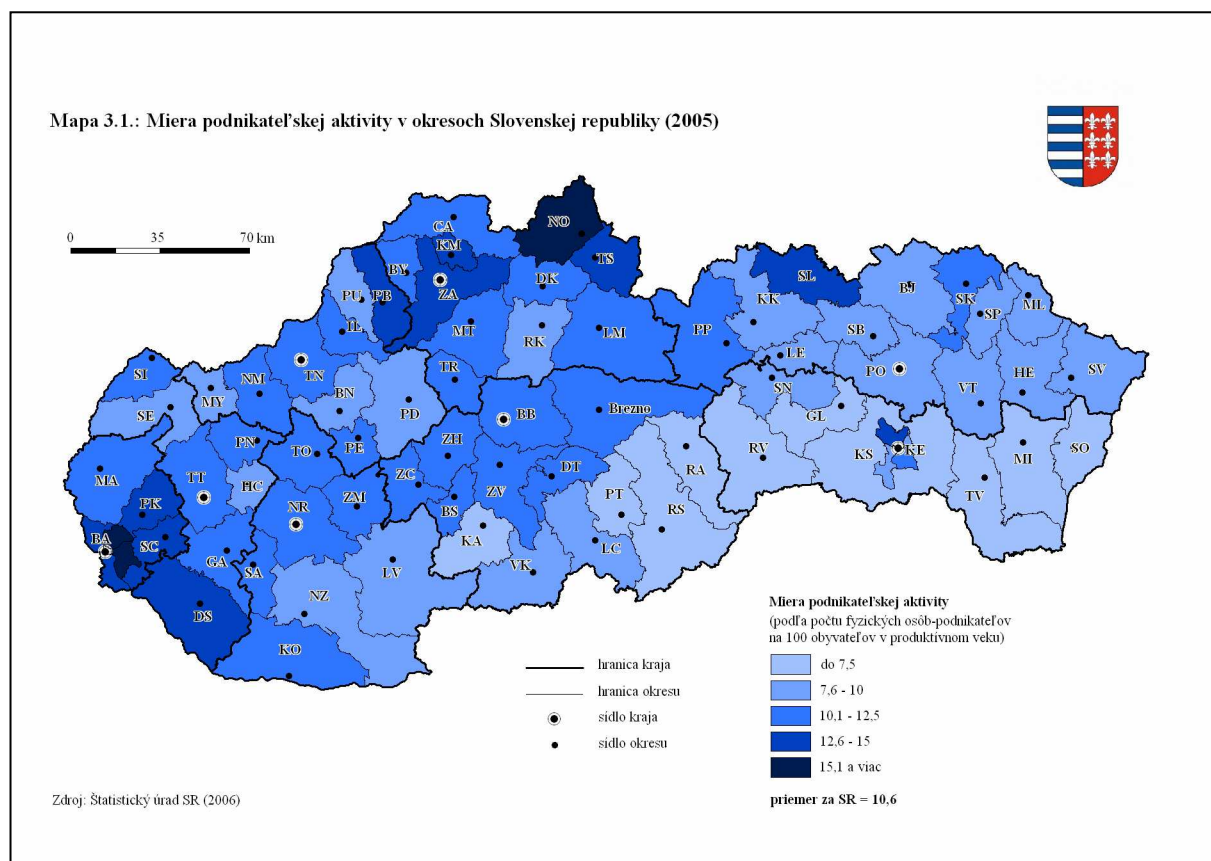 Mapa 3.1.: Miera podnikateľskej aktivity v okresoch Slovenskej republiky (2005)
0 35 70 km
CA
NO
KM
TS
BY
ZA
DK
PU
PB
IL
MT
RK
LM
PP
KK
SL
BJ
SK
SP
ML
SB
LE
PO
VT
HE
SV
SI
NM
TN
BN
TR
SN
GL
SE
MY
PD
BB
Brezno
PN
TO
PE
ZH
RA
RV
KS
KE
MI
SO
MA
TT
HC
ZC
DT
TV
PK
NR
ZM
BS
ZV
PT
RS
BA
SC
GA
SA
KA
LC
LV
VK
NZ
DS
KO
hranica kraja
hranica okresu
sídlo kraja
sídlo okresu
Miera podnikateľskej aktivity
(podľa počtu fyzických osôb-podnikateľov
na 100 obyvateľov v produktívnom veku)
do 7,5
7,6 - 10
10,1 - 12,5
12,6 - 15
15,1 a viac
priemer za SR = 10,6
Zdroj: Štatistický úrad SR (2006)